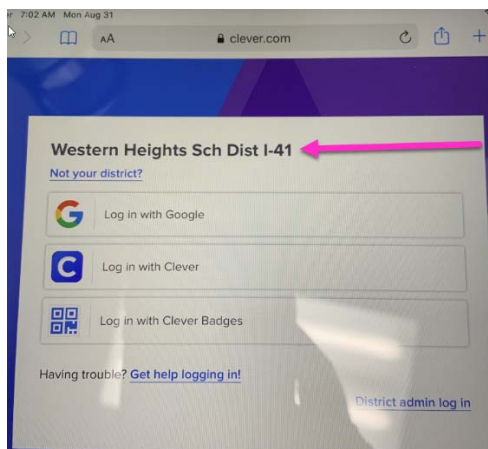 7:02 AM Mon Aug 31
AA
clever.com
Western Heights Sch Dist I-41
Not your district?
G
Log in with Google
C
Log in with Clever
Log in with Clever Badges
Having trouble? Get help logging in!
District admin log in